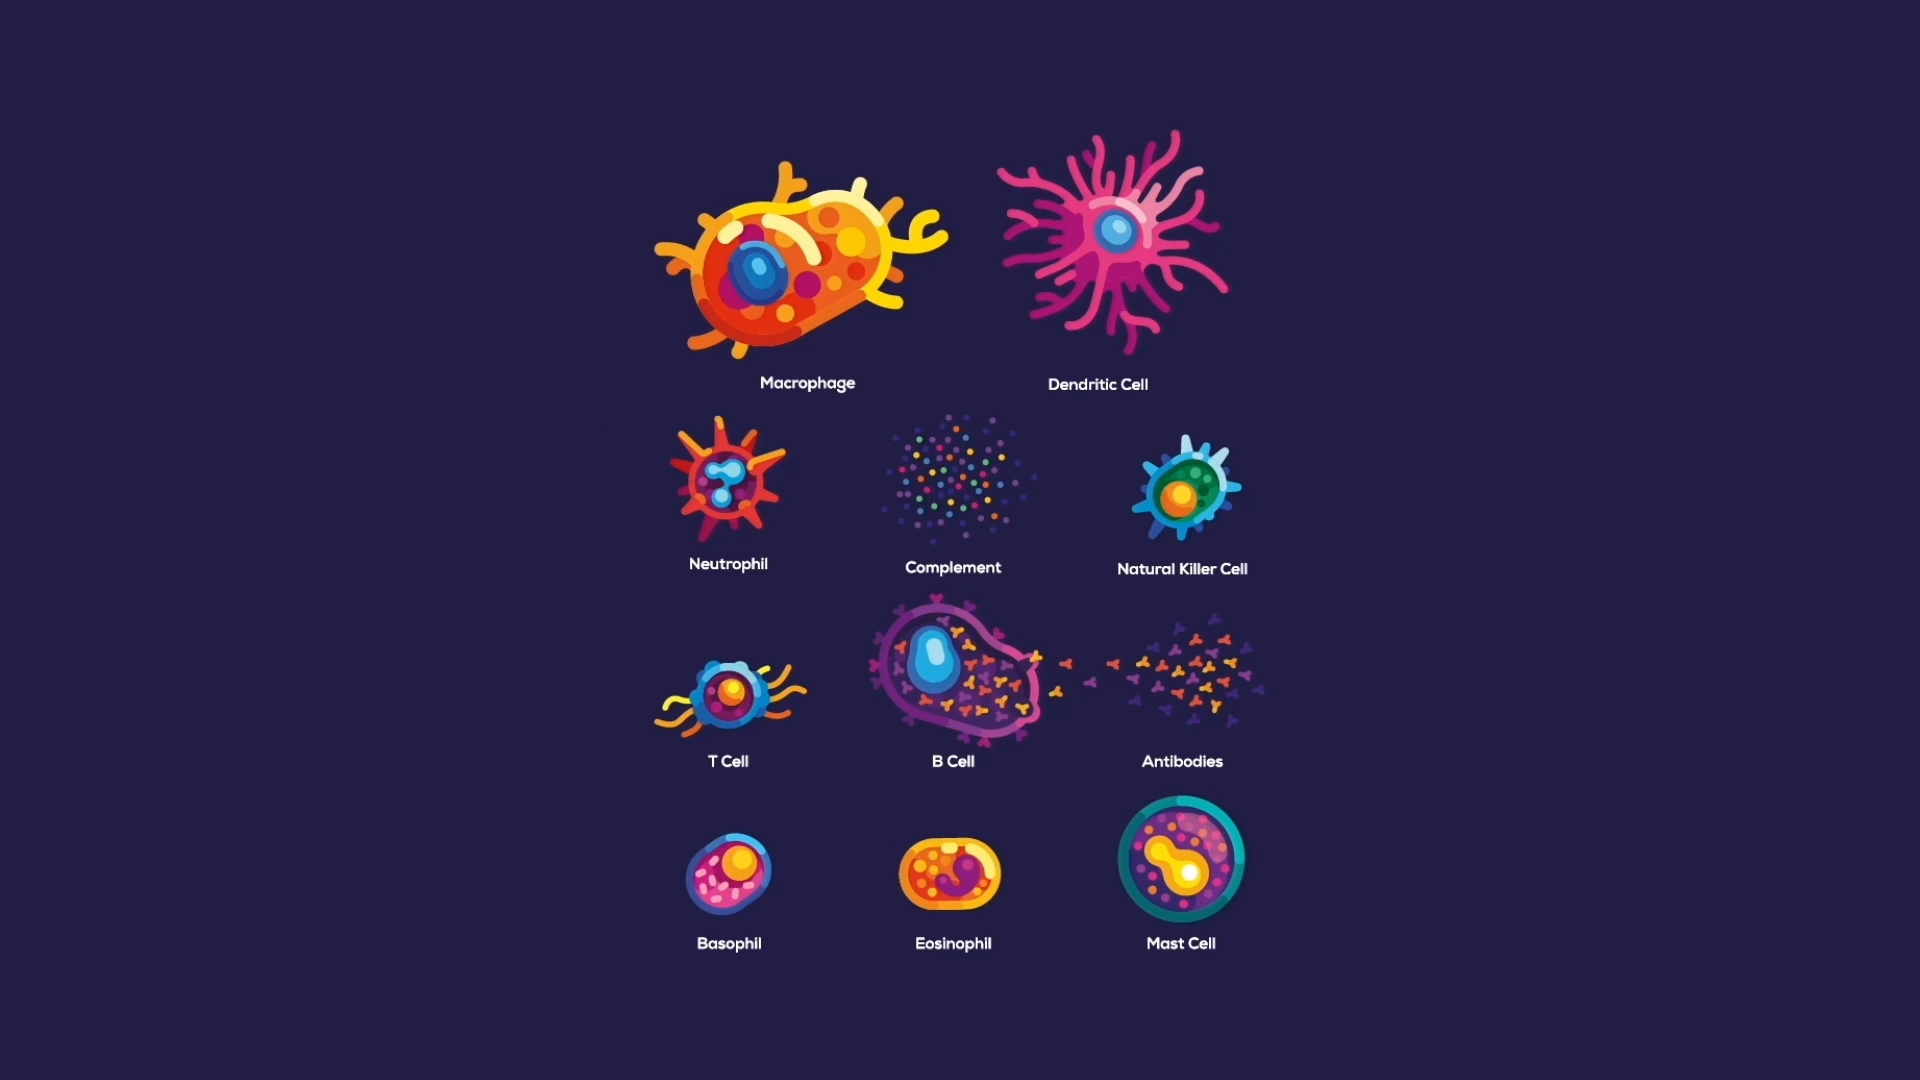 Macrophage
Dendritic Cell
Neutrophil
Complement
Natural Killer Cell
T Cell
B Cell
Antibodies
Basophil
Eosinophil
Mast Cell